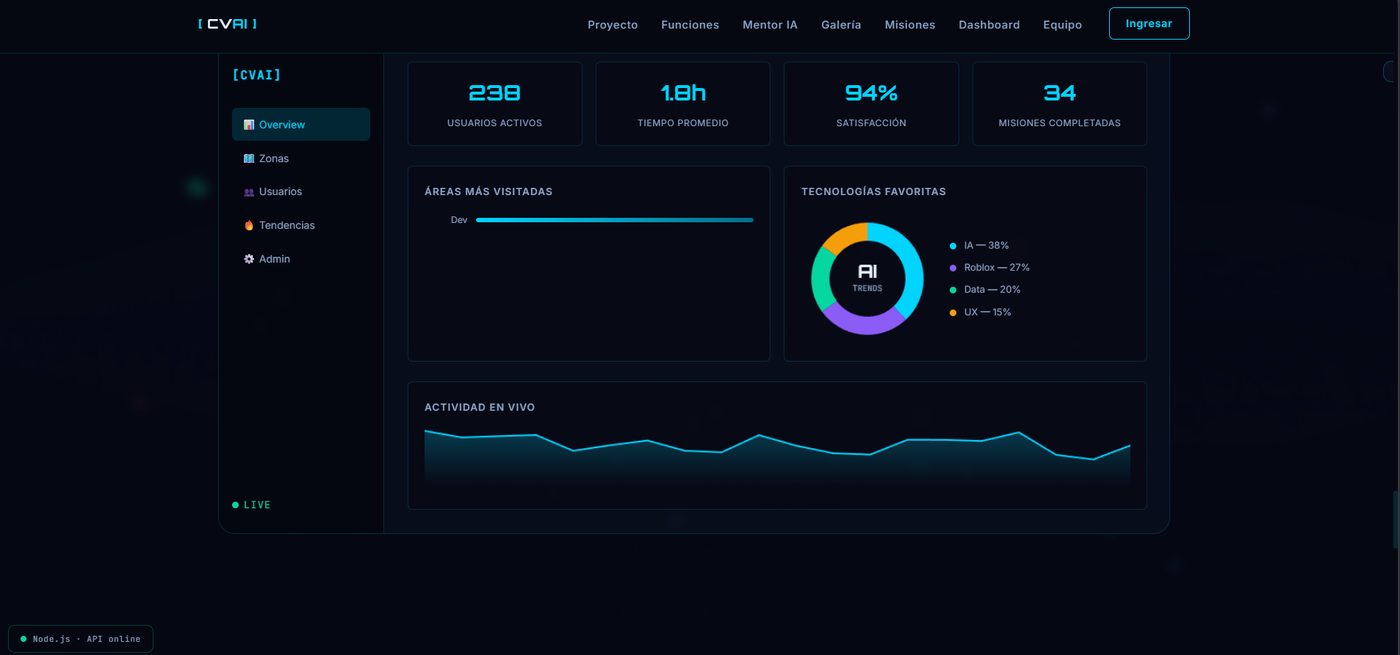 [ CVAI ]
Proyecto
Funciones
Mentor IA
Galería
Misiones
Dashboard
Equipo
Ingresar
[CVAI]
Overview
Zonas
Usuarios
Tendencias
Admin
LIVE
238
USUARIOS ACTIVOS
1.8h
TIEMPO PROMEDIO
94%
SATISFACCIÓN
34
MISIONES COMPLETADAS
ÁREAS MÁS VISITADAS
Dev
TECNOLOGÍAS FAVORITAS
AI
TRENDS
IA — 38%
Roblox — 27%
Data — 20%
UX — 15%
ACTIVIDAD EN VIVO
Node.js · API online